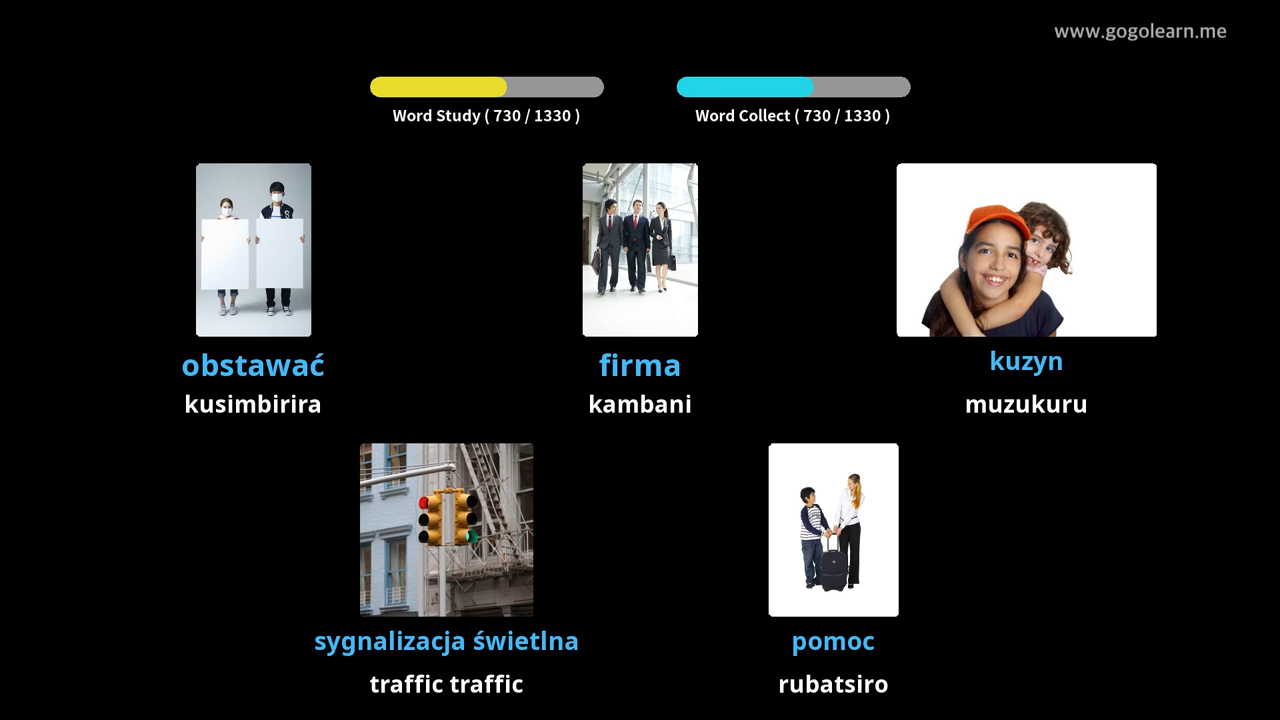 www.gogolearn.me
Word Study ( 730 / 1330 )
Word Collect ( 730 / 1330 )
obstawać
kusimbirira
firma
kambani
kuzyn
muzukuru
sygnalizacja świetlna
traffic traffic
pomoc
rubatsiro